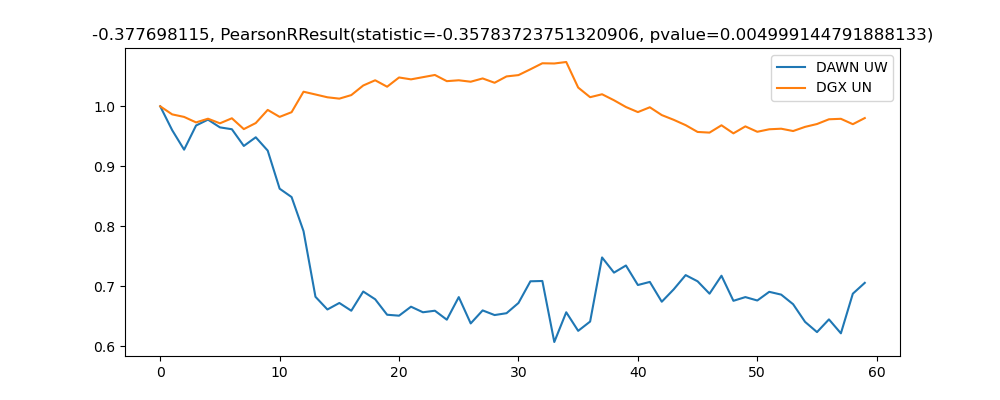 -0.377698115, PearsonRResult(statistic=-0.35783723751320906, pvalue=0.004999144791888133)
DAWN UW
DGX UN
1.0
0.9
0.8
0.7
0.6
0 10 20 30 40 50 60